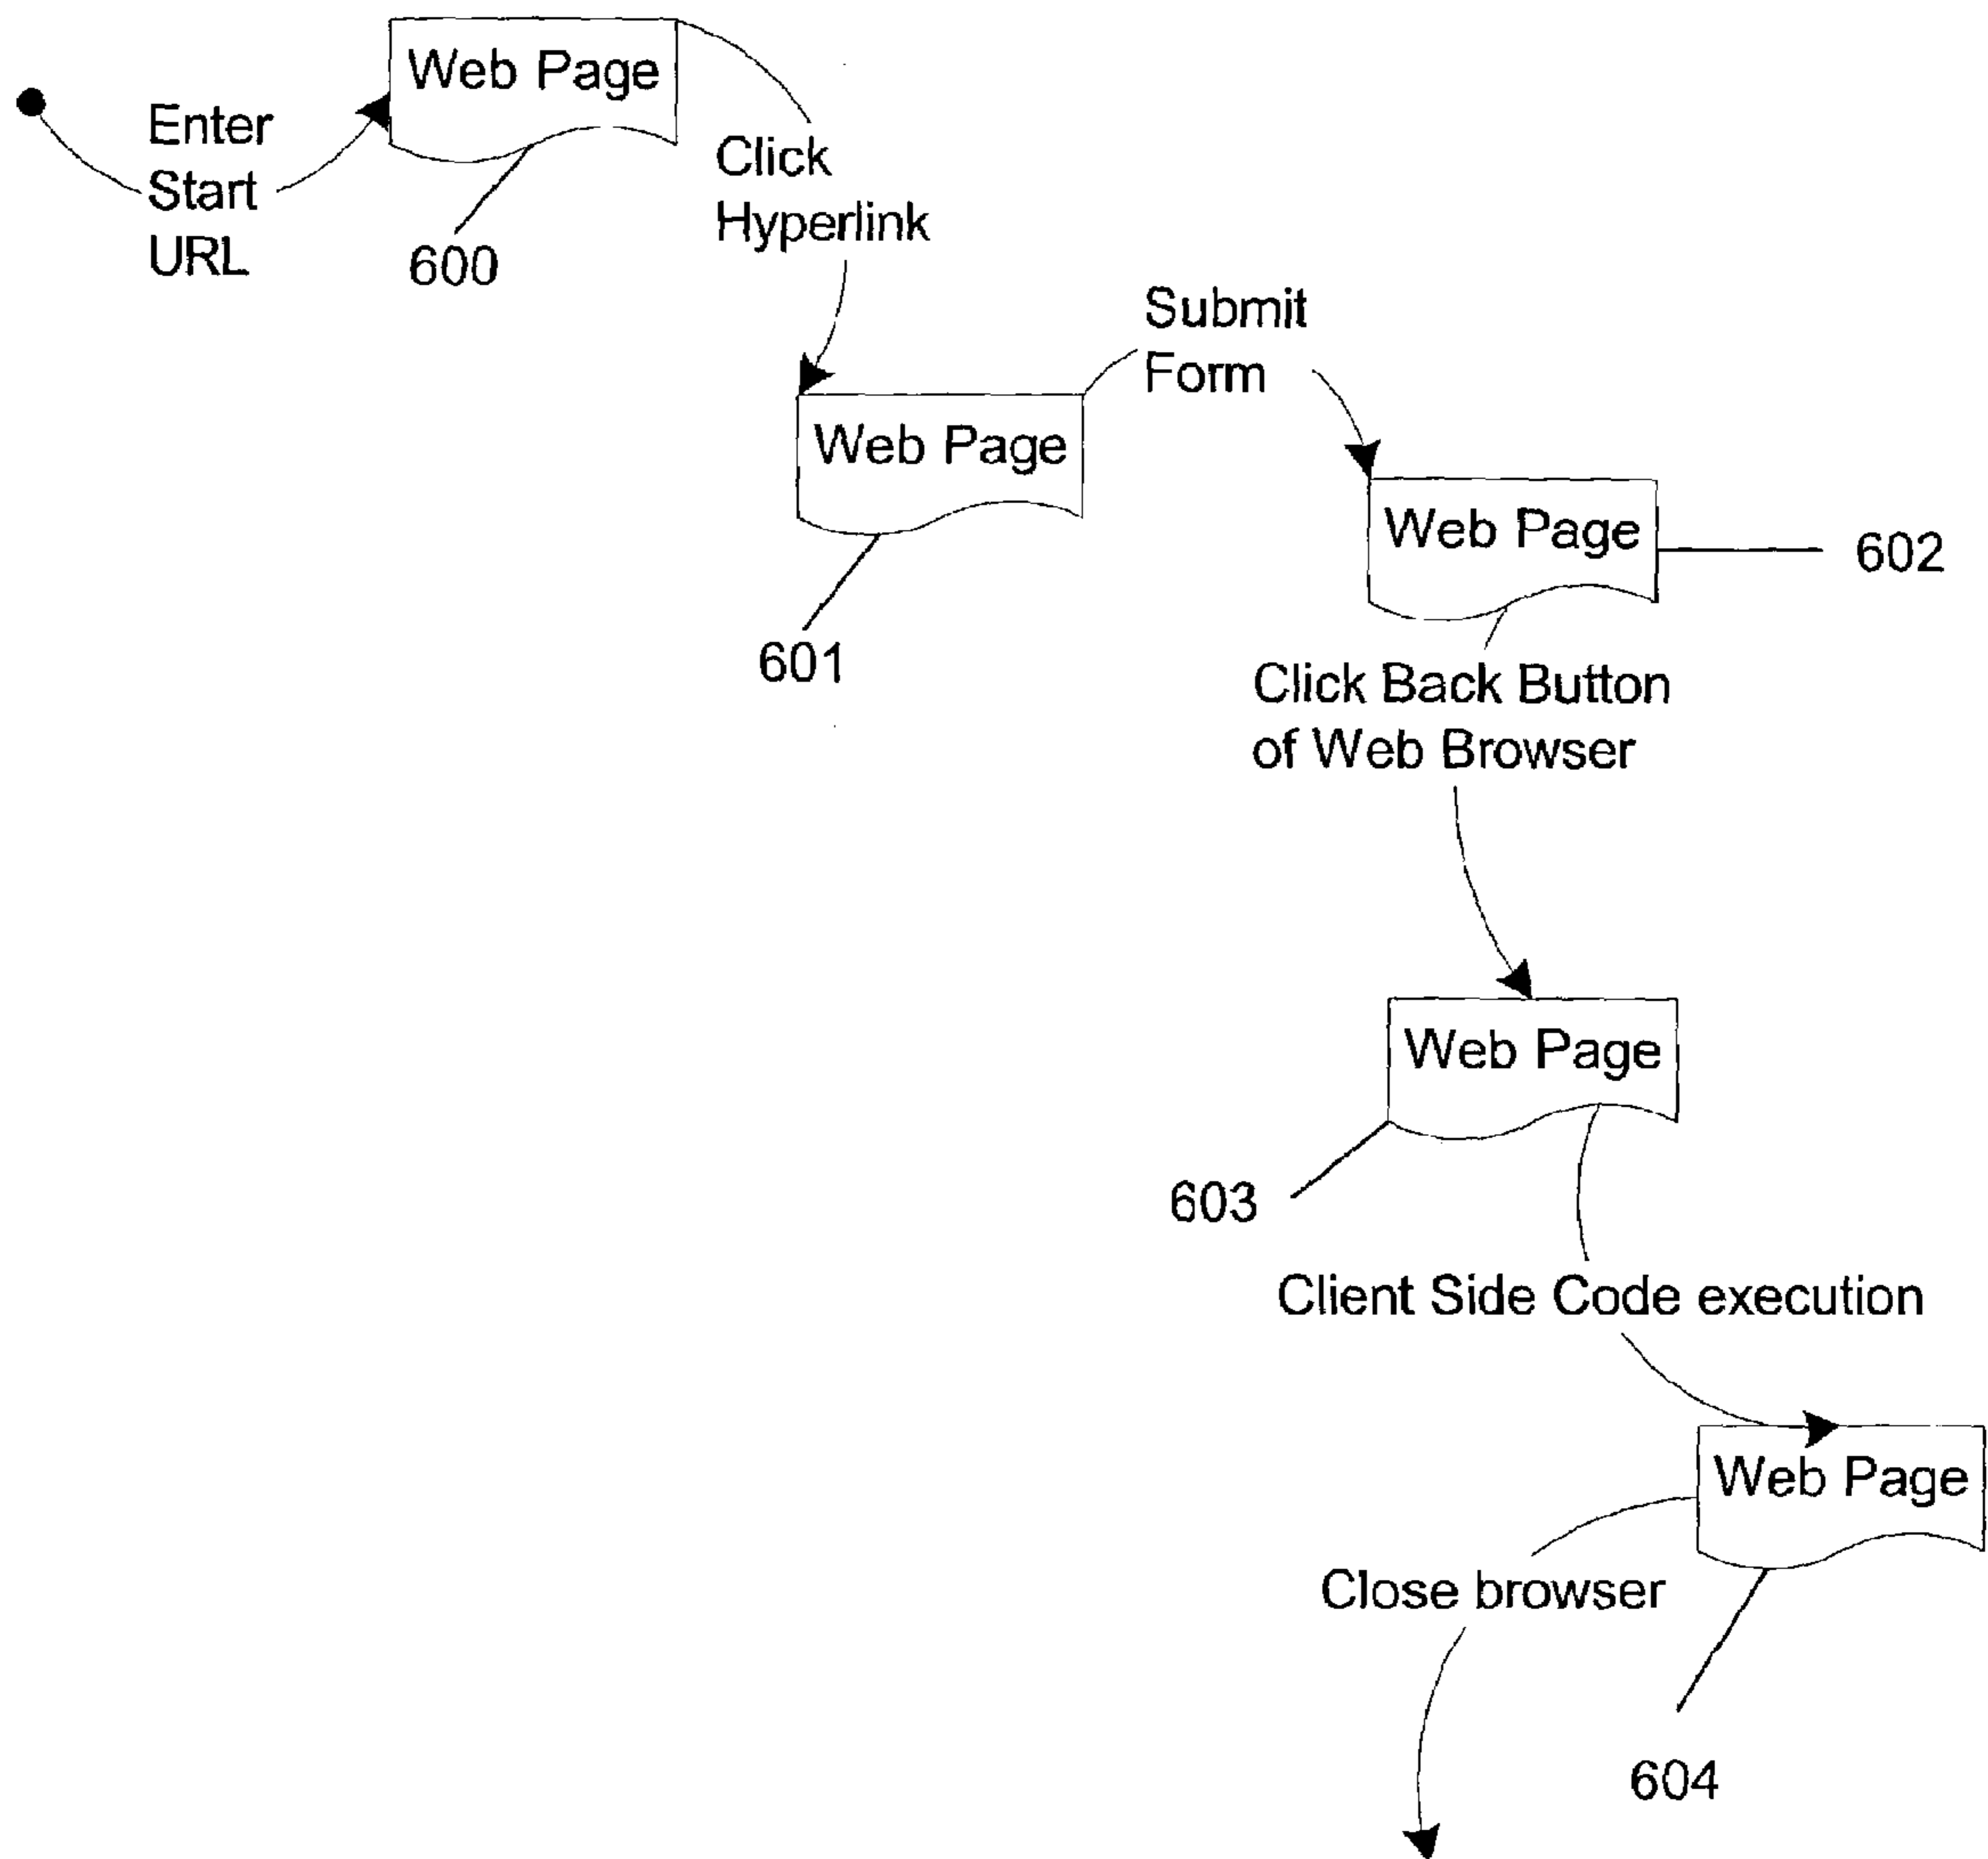 Web Page
Enter
Start
URL
600
Click
Hyperlink
Submit
Form
Web Page
601
Web Page
602
Click Back Button
of Web Browser
Web Page
603
Client Side Code execution
Web Page
Close browser
604